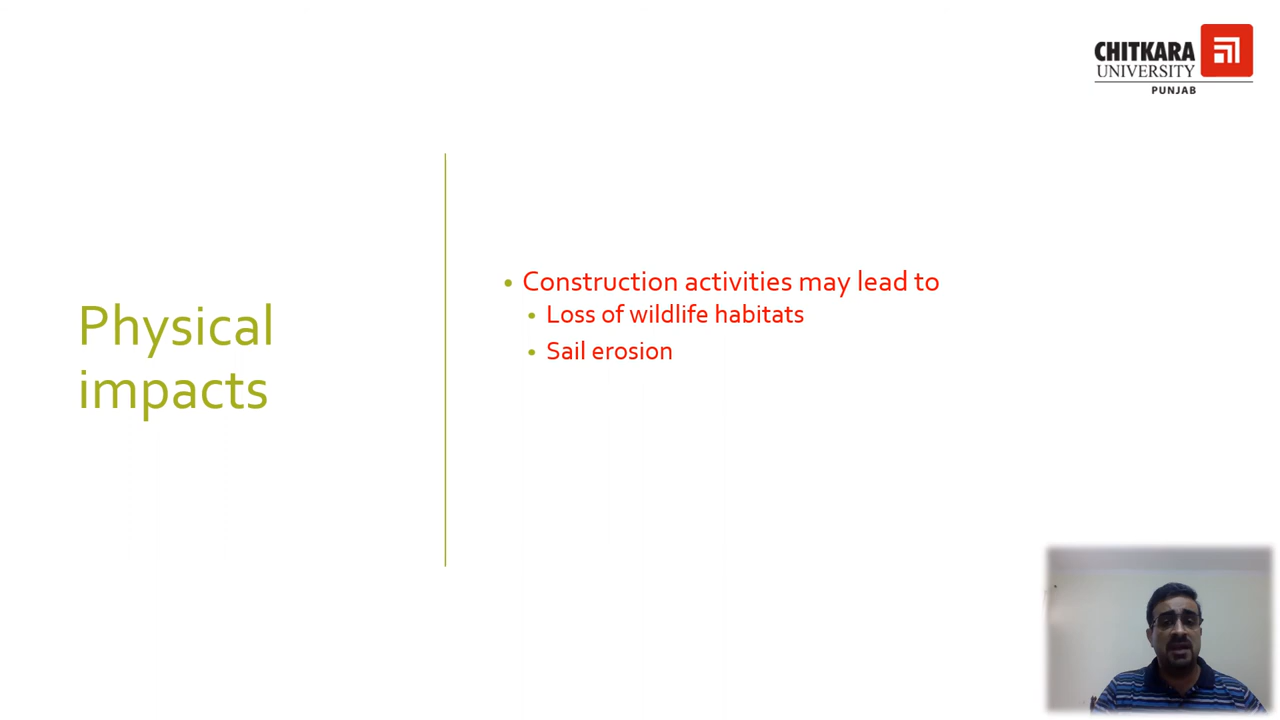 CHITKARA
UNIVERSITY
PUNJAB
Physical
impacts
• Construction activities may lead to
• Loss of wildlife habitats
• Sail erosion